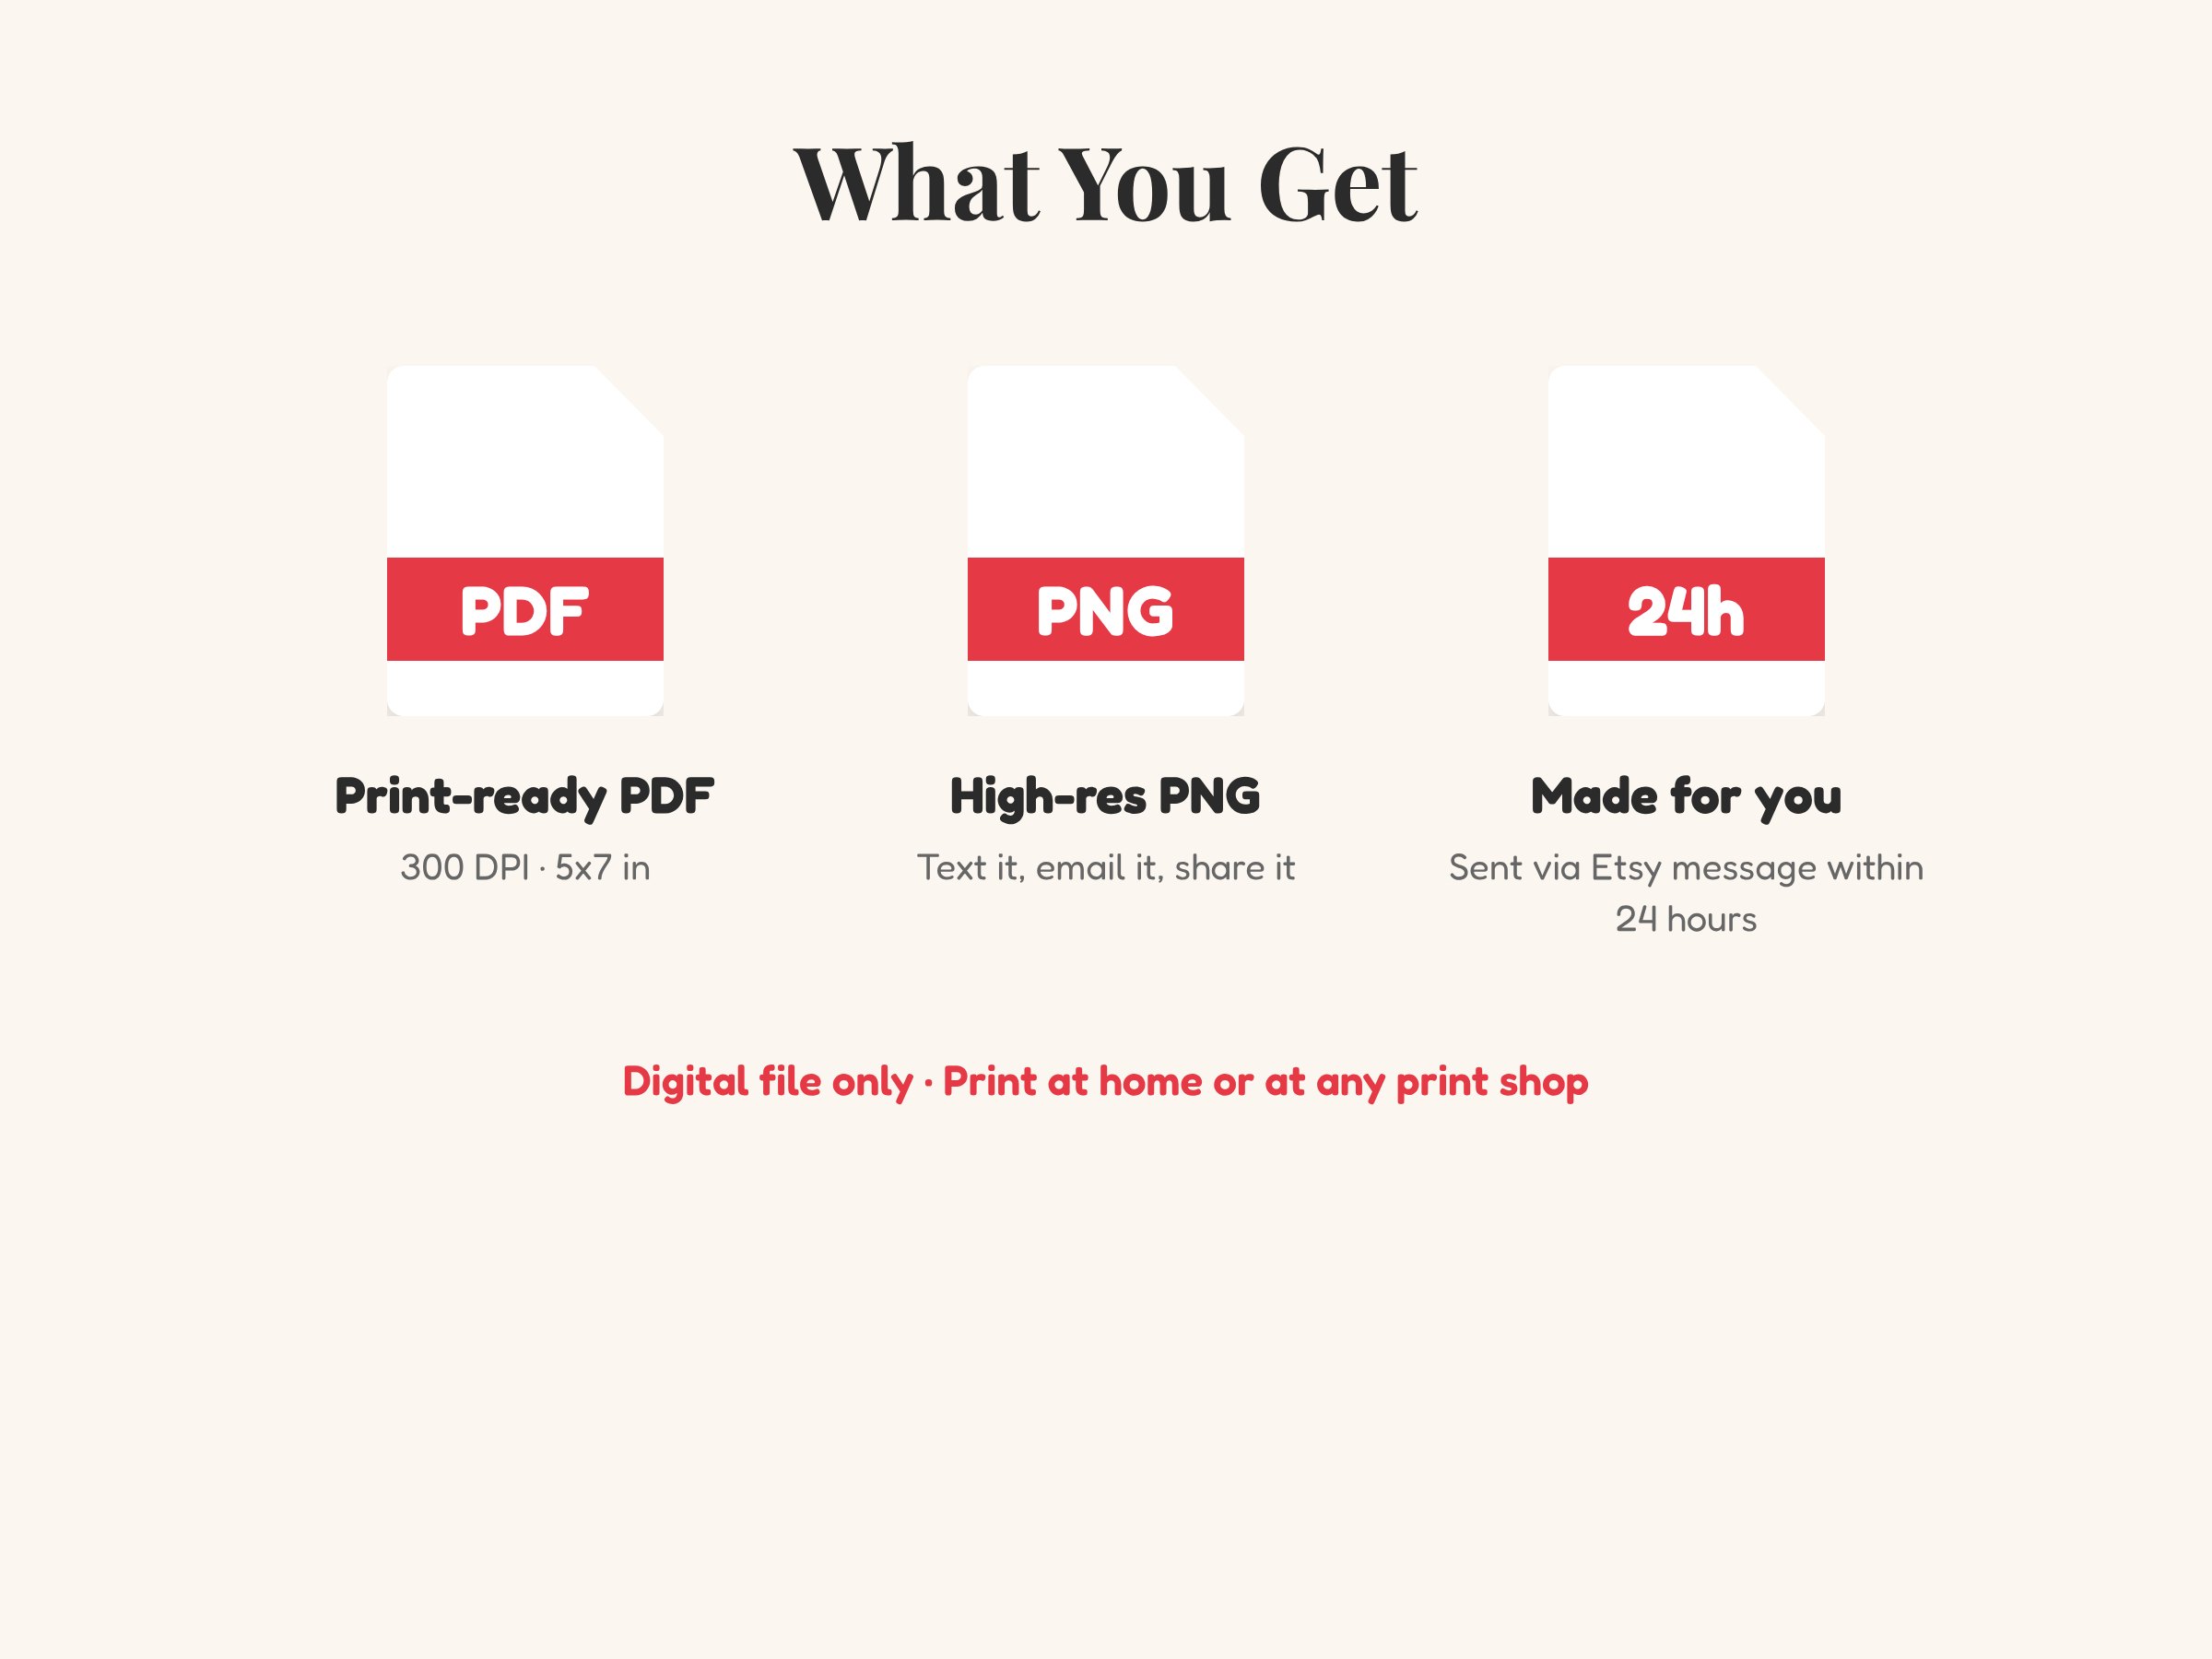 What You Get
PDF
PNG
24h
Print-ready PDF
High-res PNG
Made for you
300 DPI · 5x7 in
Text it, email it, share it
Sent via Etsy message within
24 hours
Digital file only · Print at home or at any print shop